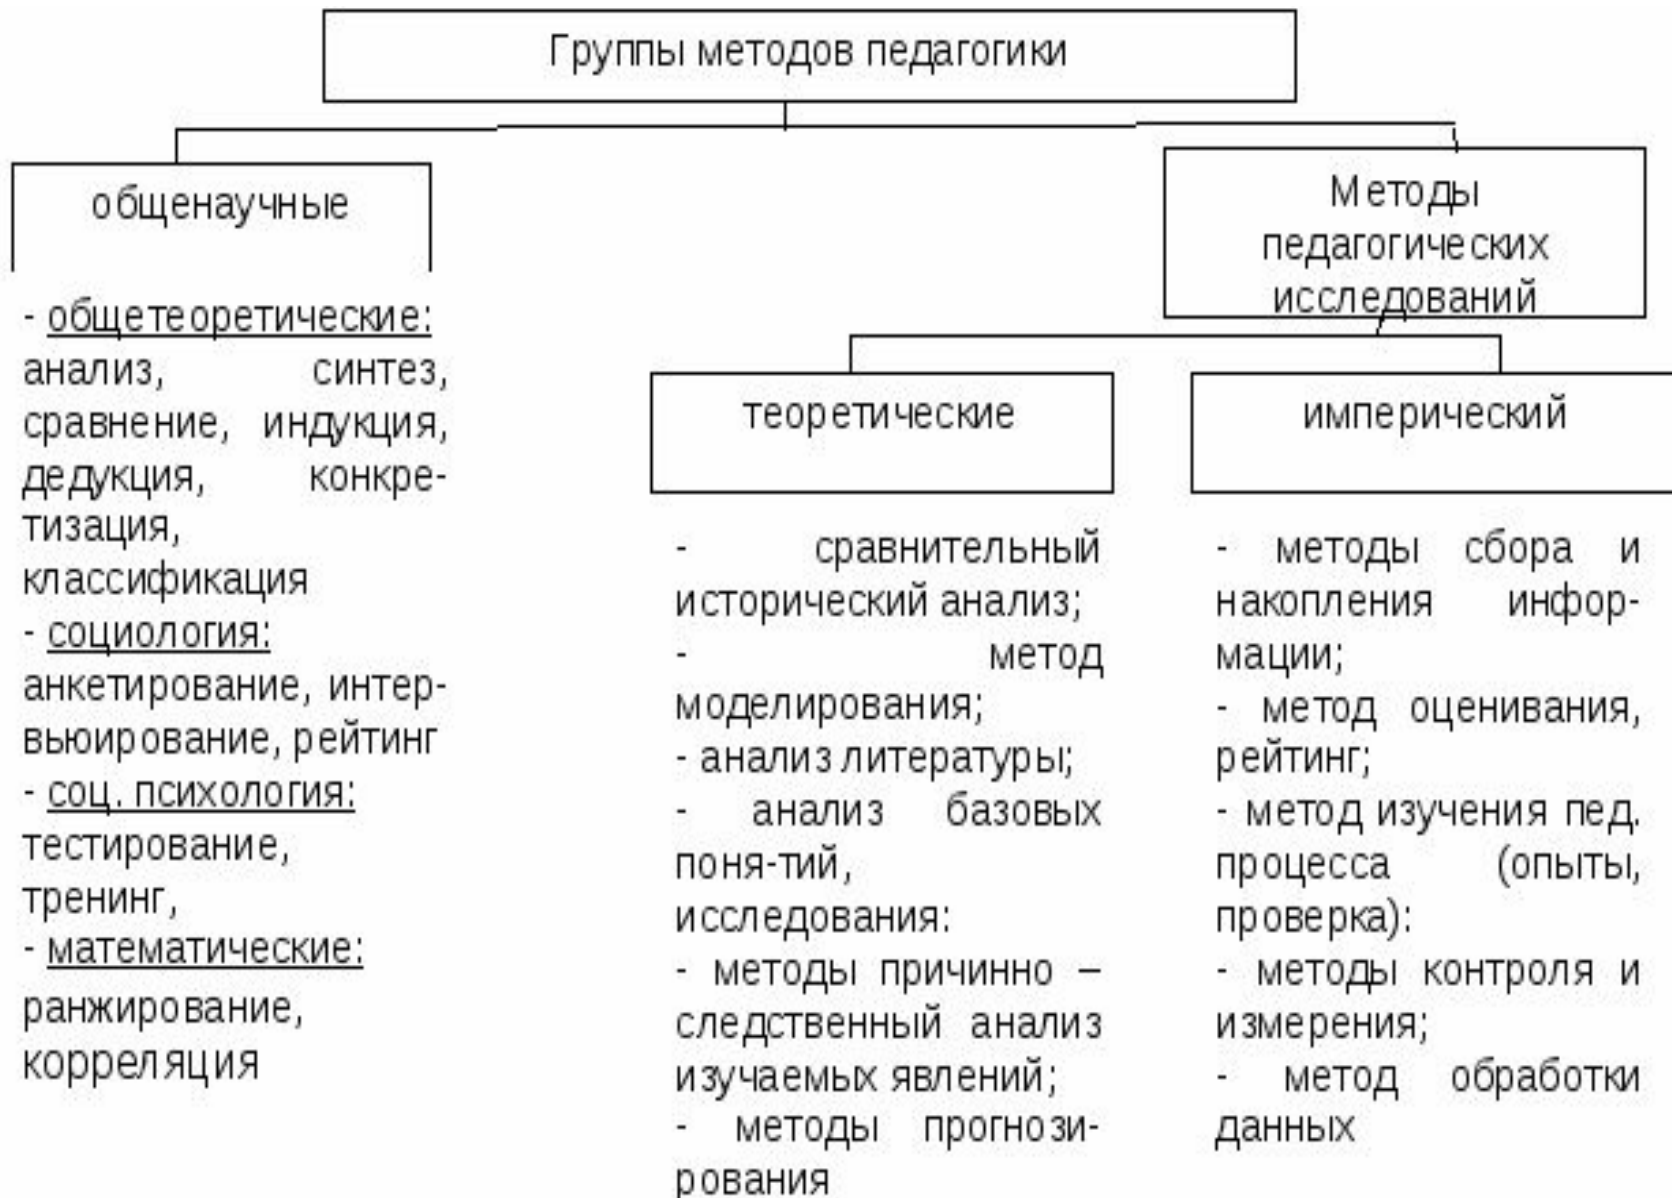 Группы методов педагогики
общенаучные
- общетеоретические:
анализ, синтез,
сравнение, индукция,
дедукция, конкре-
тизация,
классификация
- социология:
анкетирование, интер-
вьюирование, рейтинг
- соц. психология:
тестирование,
тренинг,
- математические:
ранжирование,
корреляция
Методы
педагогических
исследований
теоретические
- сравнительный
исторический анализ;
- метод
моделирования;
- анализ литературы;
- анализ базовых
поня-тий,
исследования:
- методы причинно –
следственный анализ
изучаемых явлений;
- методы прогнози-
рования
имперический
- методы сбора и
накопления инфор-
мации;
- метод оценивания,
рейтинг;
- метод изучения пед.
процесса (опыты,
проверка):
- методы контроля и
измерения;
- метод обработки
данных